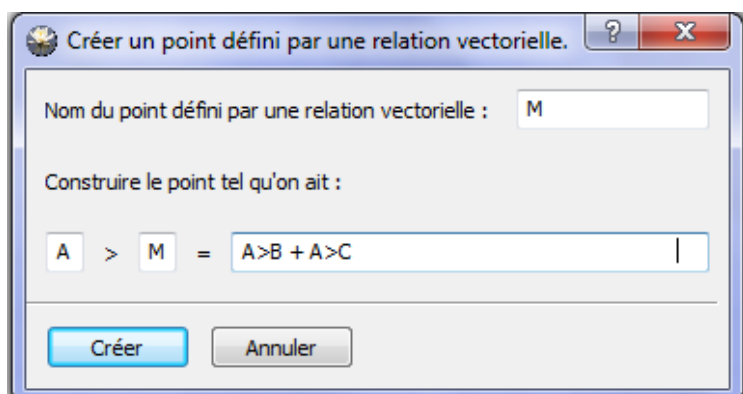 Créer un point défini par une relation vectorielle. ? X
Nom du point défini par une relation vectorielle : M
Construire le point tel qu'on ait :
A > M = A>B + A>C
Créer Annuler